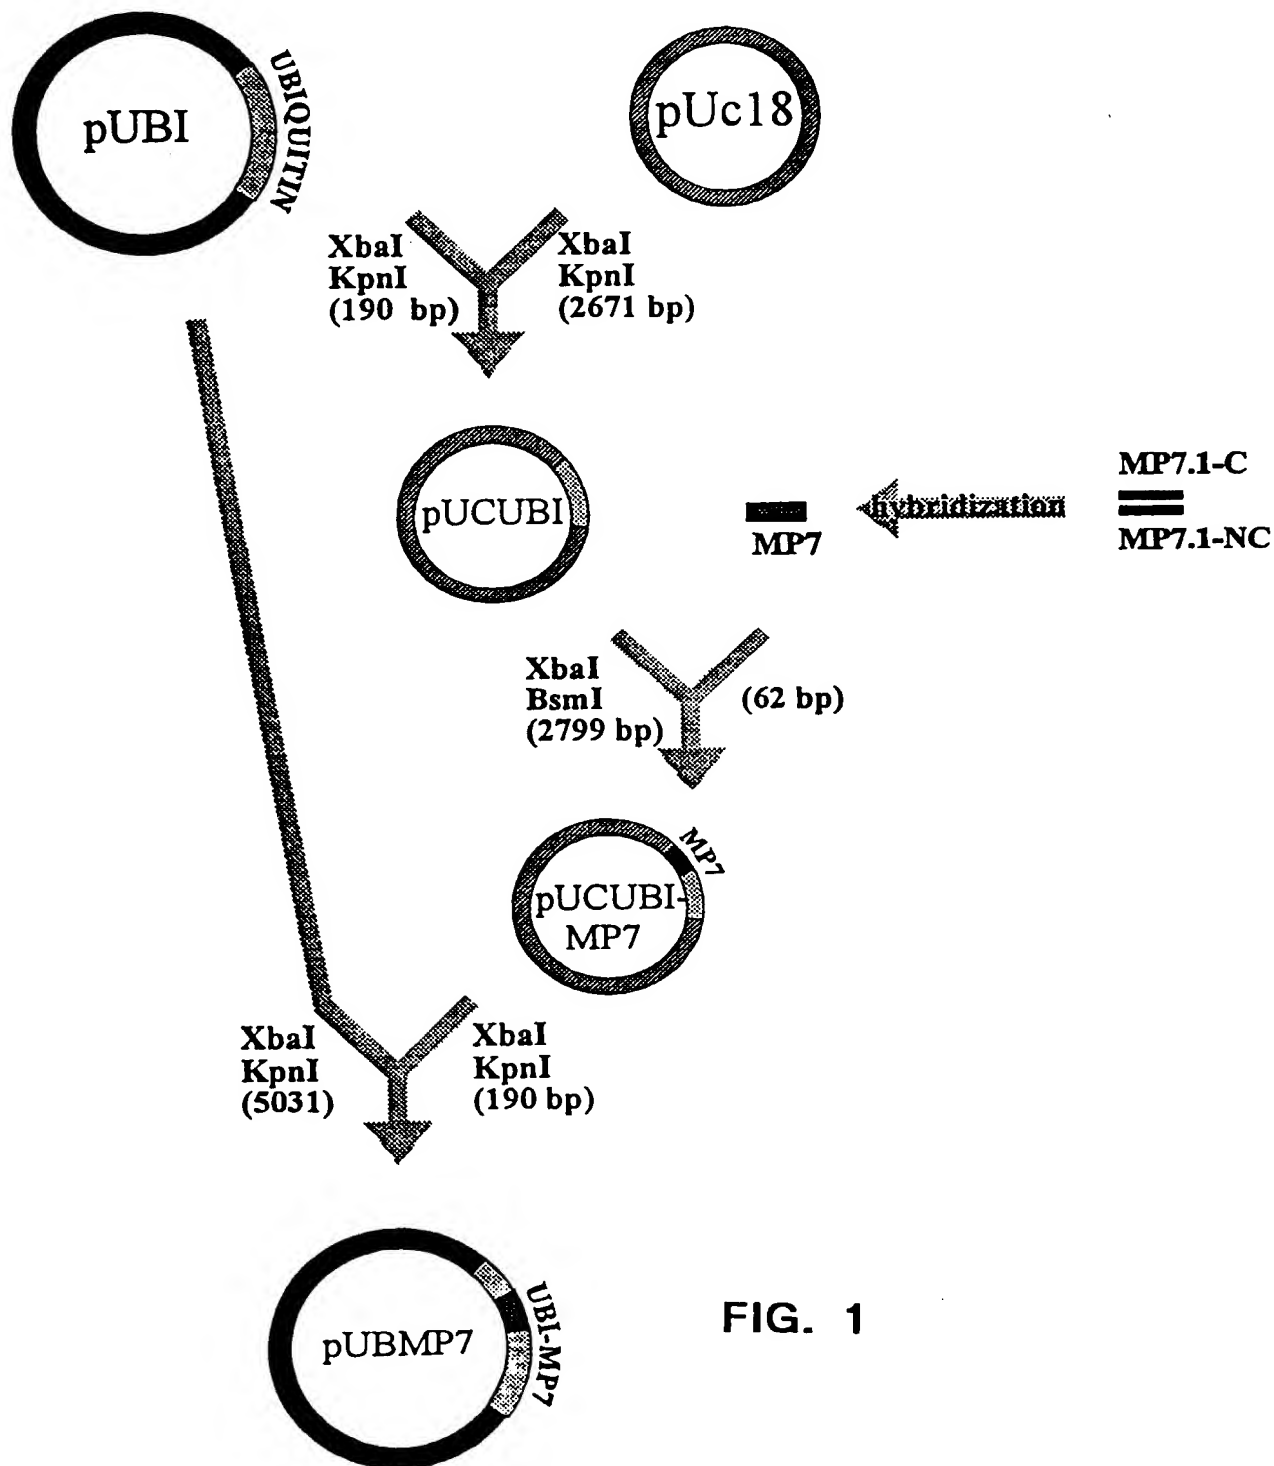 pUBI
UBIQUITIN
pUc18
XbaI
KpnI
(190 bp)
XbaI
KpnI
(2671 bp)
pUCUBI
MP7
hybridization
MP7.1-C
MP7.1-NC
XbaI
BsmI
(2799 bp)
(62 bp)
MP7
pUCUBI-
MP7
XbaI
KpnI
(5031)
XbaI
KpnI
(190 bp)
pUBMP7
UBI-MP7
FIG. 1